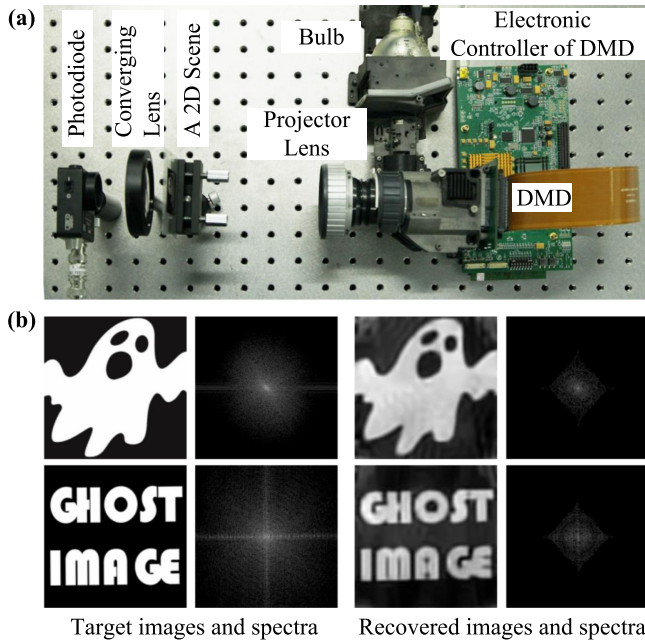 (a)
Photodiode
Converging
Lens
A 2D Scene
Projector
Lens
Bulb
Electronic
Controller of DMD
DMD
(b)
GHOST
IMAGE
GHOST
IMAGE
Target images and spectra
Recovered images and spectra